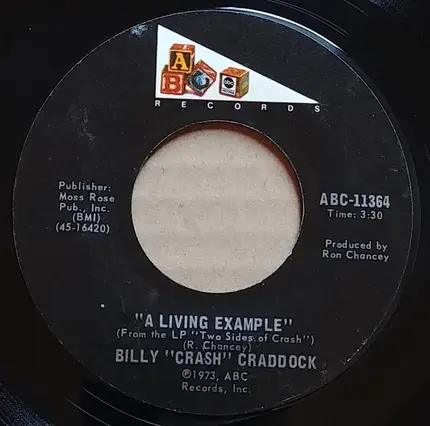 A
B C abc
RECORDS
Publisher:
Moss Rose
Pub., Inc.
(BMI)
(45-16420)
ABC-11364
Time: 3:30
Produced by
Ron Chancey
"A LIVING EXAMPLE"
(From the LP "Two Sides of Crash")
(R. Chancey)
BILLY "CRASH" CRADDOCK
℗1973, ABC
Records, Inc.